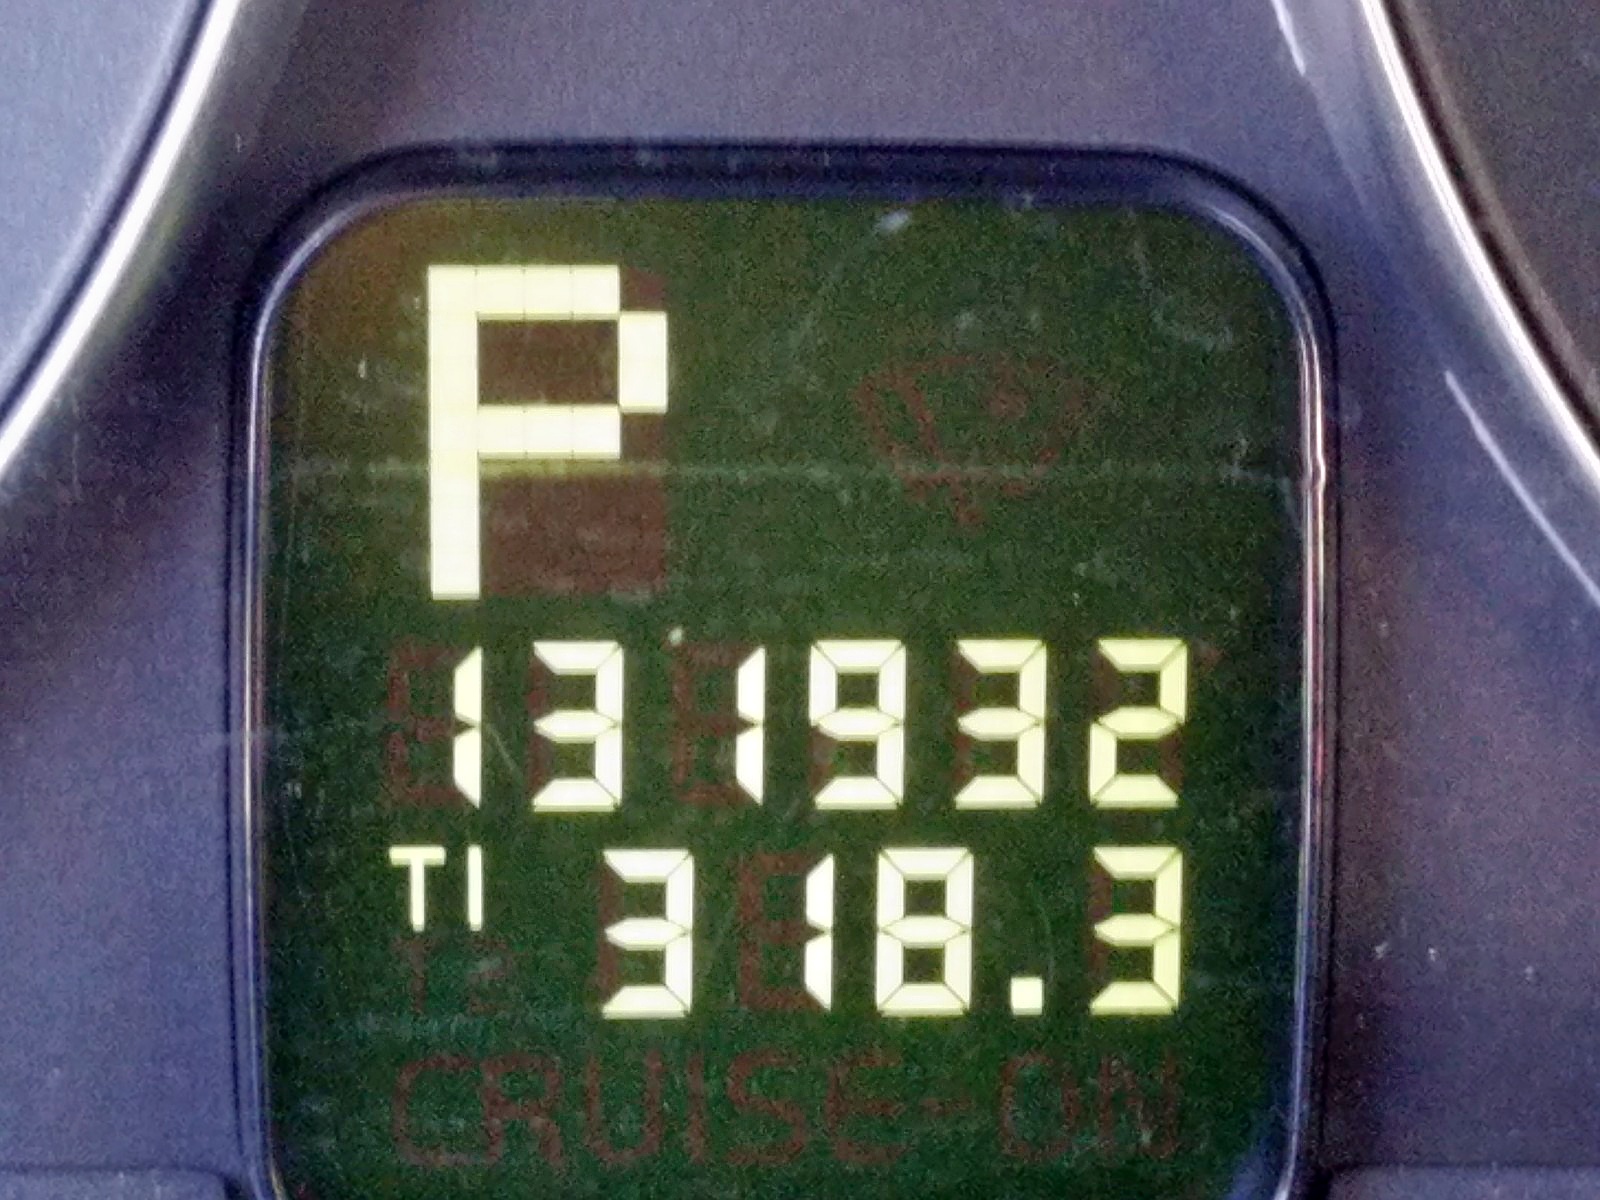 P
131932
T1 318.3
CRUISE-ON